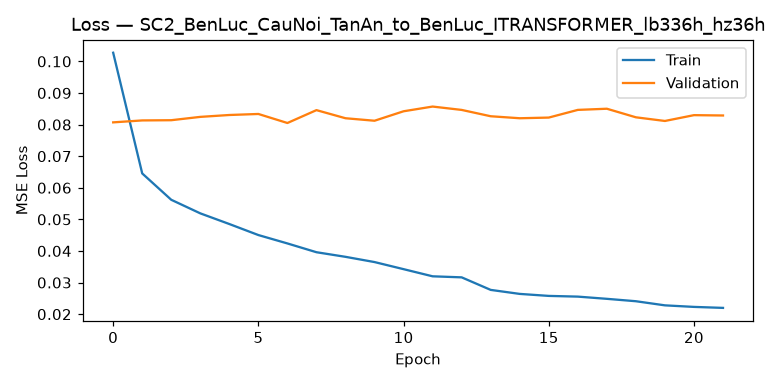 Loss — SC2_BenLuc_CauNoi_TanAn_to_BenLuc_ITRANSFORMER_lb336h_hz36h
Train
Validation
0.10
0.09
0.08
0.07
0.06
0.05
0.04
0.03
0.02
MSE Loss
0
5
10
15
20
Epoch